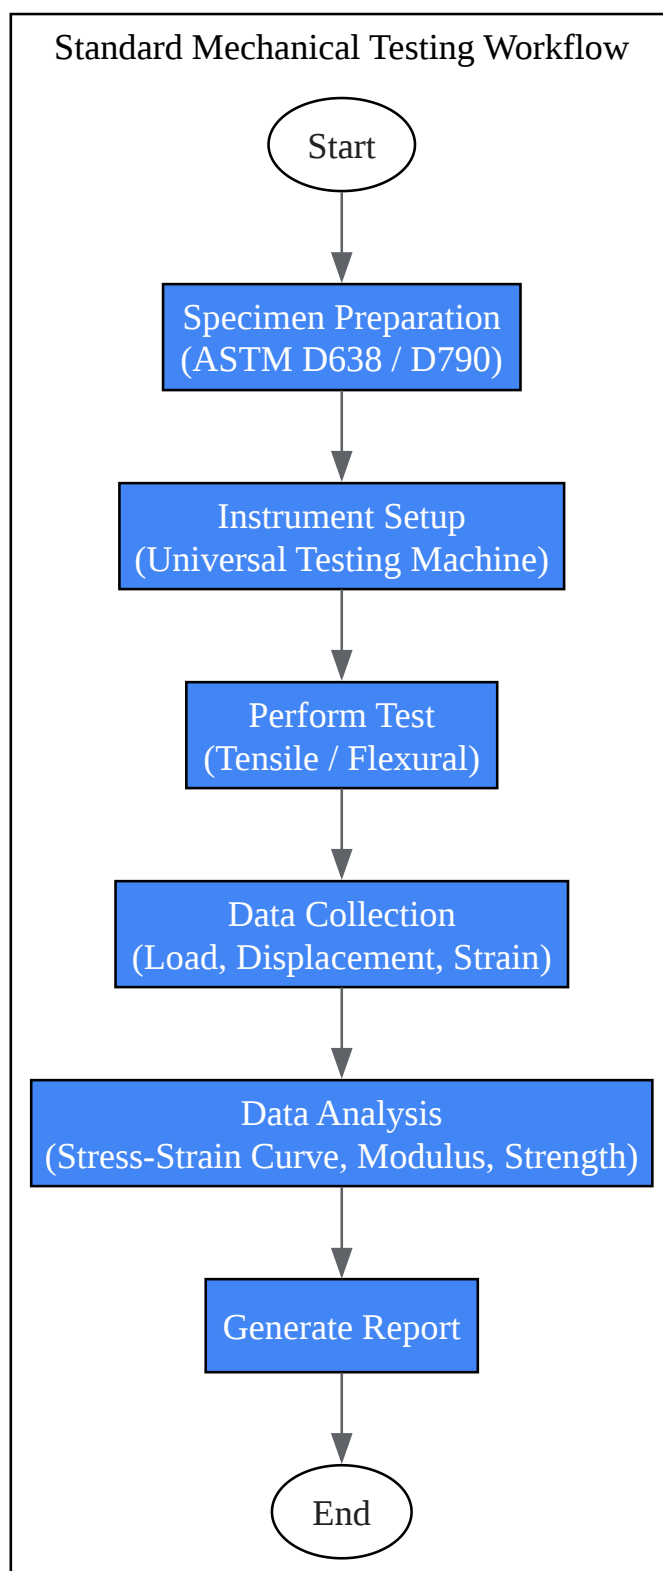 Standard Mechanical Testing Workflow
Start
Specimen Preparation
(ASTM D638 / D790)
Instrument Setup
(Universal Testing Machine)
Perform Test
(Tensile / Flexural)
Data Collection
(Load, Displacement, Strain)
Data Analysis
(Stress-Strain Curve, Modulus, Strength)
Generate Report
End